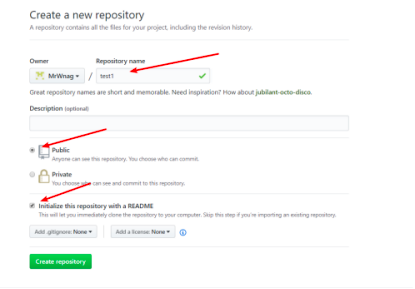 Create a new repository
A repository contains all the files for your project, including the revision history.
Owner Repository name
MrWnag / test1
Great repository names are short and memorable. Need inspiration? How about jubilant-octo-disco.
Description (optional)
Public
Anyone can see this repository. You choose who can commit.
Private
You choose who can see and commit to this repository.
Initialize this repository with a README
This will let you immediately clone the repository to your computer. Skip this step if you're importing an existing repository.
Add .gitignore: None Add a license: None
Create repository